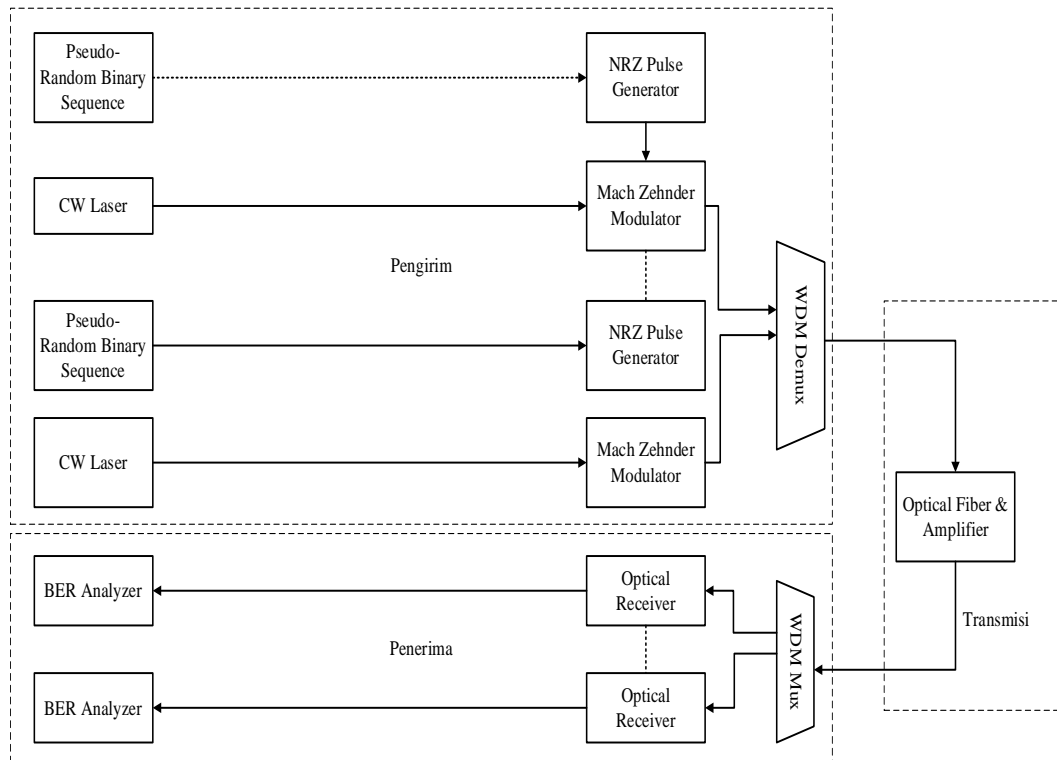 Pseudo-
Random Binary
Sequence
NRZ Pulse
Generator
CW Laser
Mach Zehnder
Modulator
Pengirim
Pseudo-
Random Binary
Sequence
NRZ Pulse
Generator
WDM Demux
CW Laser
Mach Zehnder
Modulator
Optical Fiber &
Amplifier
BER Analyzer
Optical
Receiver
WDM Mux
Transmisi
Penerima
BER Analyzer
Optical
Receiver